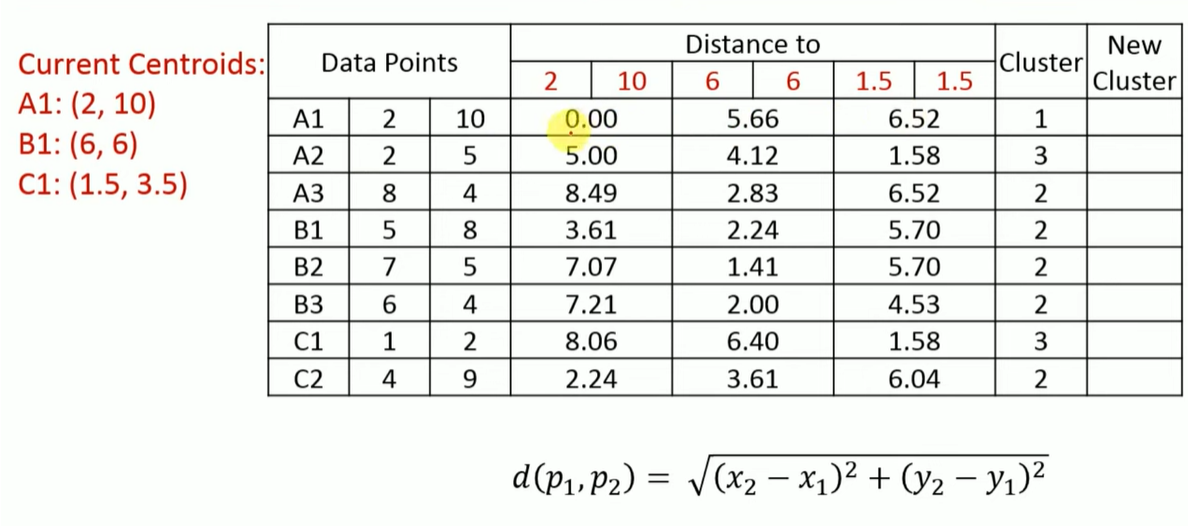 Current Centroids:
A1: (2, 10)
B1: (6, 6)
C1: (1.5, 3.5)
Data Points Distance to Cluster New Cluster
2 10 6 6 1.5 1.5
A1 2 10 0.00 5.66 6.52 1
A2 2 5 5.00 4.12 1.58 3
A3 8 4 8.49 2.83 6.52 2
B1 5 8 3.61 2.24 5.70 2
B2 7 5 7.07 1.41 5.70 2
B3 6 4 7.21 2.00 4.53 2
C1 1 2 8.06 6.40 1.58 3
C2 4 9 2.24 3.61 6.04 2
d(p₁, p₂) = √(x₂ − x₁)² + (y₂ − y₁)²